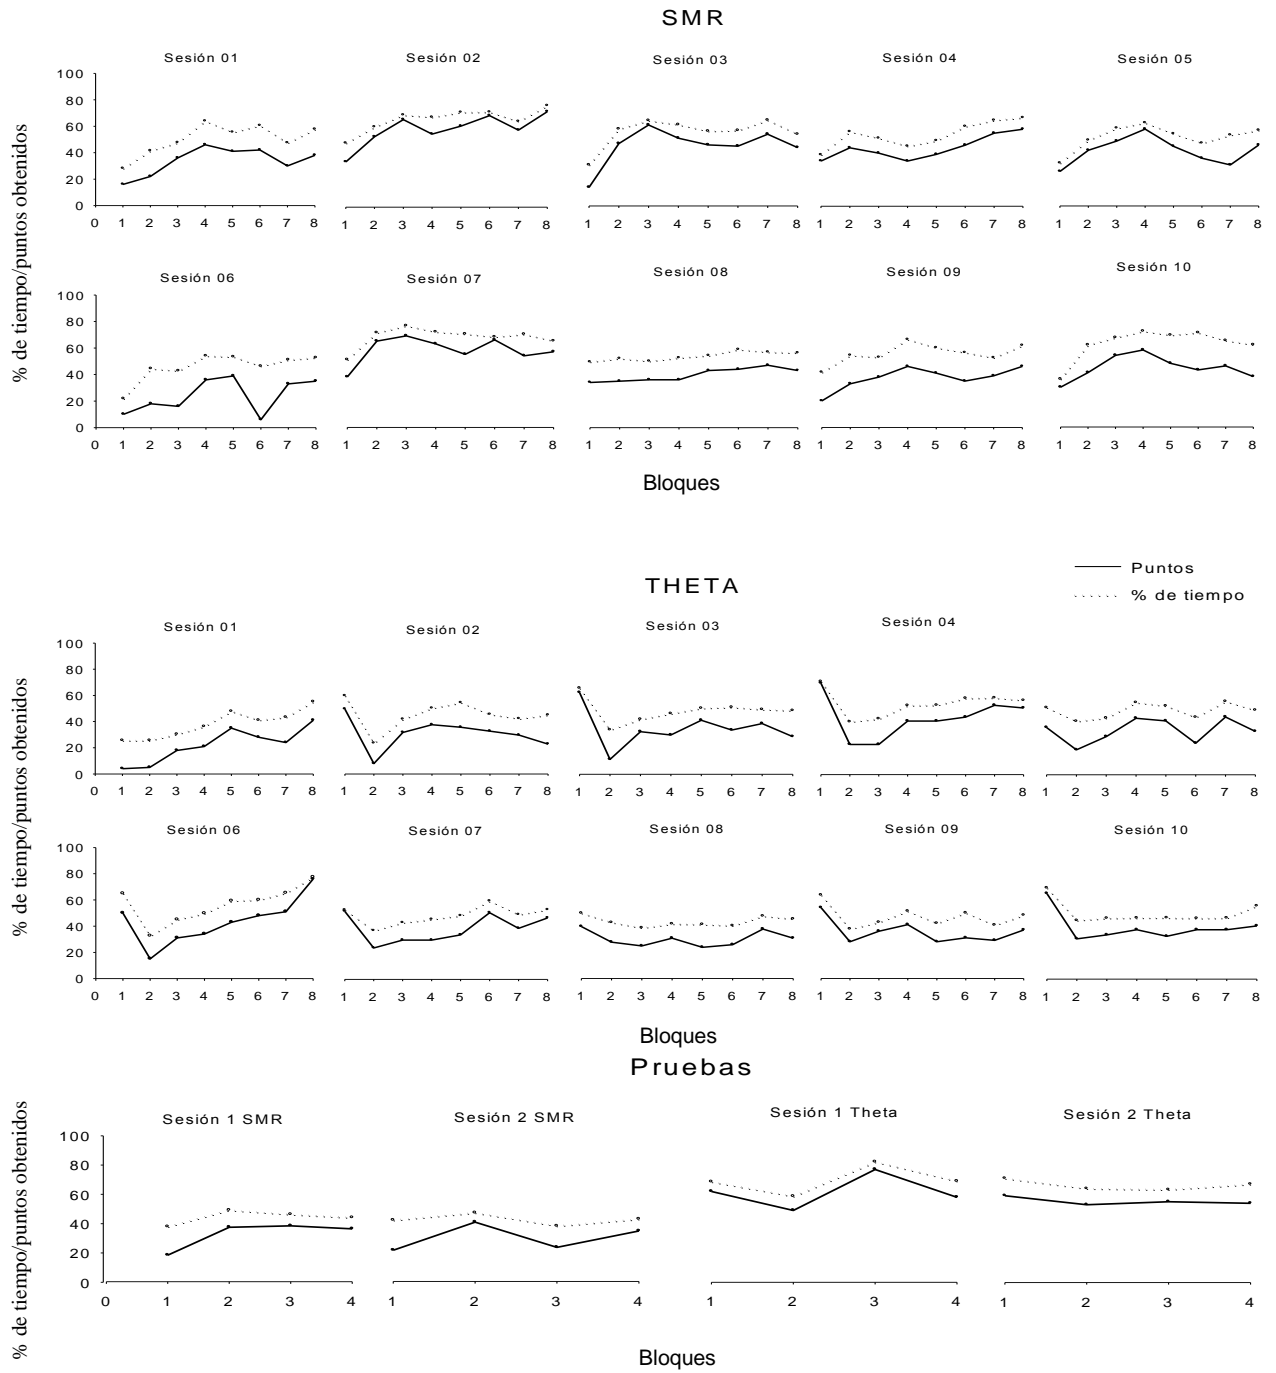 SMR
Sesión 01 Sesión 02 Sesión 03 Sesión 04 Sesión 05
% de tiempo/puntos obtenidos
100
80
60
40
20
0
0 1 2 3 4 5 6 7 8 1 2 3 4 5 6 7 8 1 2 3 4 5 6 7 8 1 2 3 4 5 6 7 8 1 2 3 4 5 6 7 8
Sesión 06 Sesión 07 Sesión 08 Sesión 09 Sesión 10
100
80
60
40
20
0
0 1 2 3 4 5 6 7 8 1 2 3 4 5 6 7 8 1 2 3 4 5 6 7 8 1 2 3 4 5 6 7 8 1 2 3 4 5 6 7 8
Bloques
Puntos
% de tiempo
THETA
Sesión 01 Sesión 02 Sesión 03 Sesión 04
% de tiempo/puntos obtenidos
100
80
60
40
20
0
0 1 2 3 4 5 6 7 8 1 2 3 4 5 6 7 8 1 2 3 4 5 6 7 8 1 2 3 4 5 6 7 8 1 2 3 4 5 6 7 8
Sesión 06 Sesión 07 Sesión 08 Sesión 09 Sesión 10
100
80
60
40
20
0
0 1 2 3 4 5 6 7 8 1 2 3 4 5 6 7 8 1 2 3 4 5 6 7 8 1 2 3 4 5 6 7 8 1 2 3 4 5 6 7 8
Bloques
Pruebas
Sesión 1 SMR Sesión 2 SMR Sesión 1 Theta Sesión 2 Theta
% de tiempo/puntos obtenidos
100
80
60
40
20
0
0 1 2 3 4 1 2 3 4 1 2 3 4 1 2 3 4
Bloques